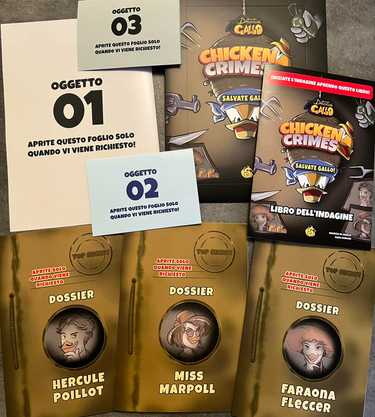 OGGETTO
03
APRITE QUESTO FOGLIO SOLO
QUANDO VI VIENE RICHIESTO!
OGGETTO
01
APRITE QUESTO FOGLIO SOLO
QUANDO VI VIENE RICHIESTO!
OGGETTO
02
APRITE QUESTO FOGLIO SOLO
QUANDO VI VIENE RICHIESTO!
GALLO
CHICKEN
CRIMES
SALVATE GALLO!
INIZIATE L'INDAGINE APRENDO QUESTO LIBRO!
GALLO
CHICKEN
CRIMES
SALVATE GALLO!
LIBRO DELL'INDAGINE
TOP SECRET
APRITE SOLO
QUANDO VIENE
RICHIESTO
DOSSIER
HERCULE
POILLOT
TOP SECRET
APRITE SOLO
QUANDO VIENE
RICHIESTO
DOSSIER
MISS
MARPOLL
TOP SECRET
APRITE SOLO
QUANDO VIENE
RICHIESTO
DOSSIER
FARAONA
FLECCER